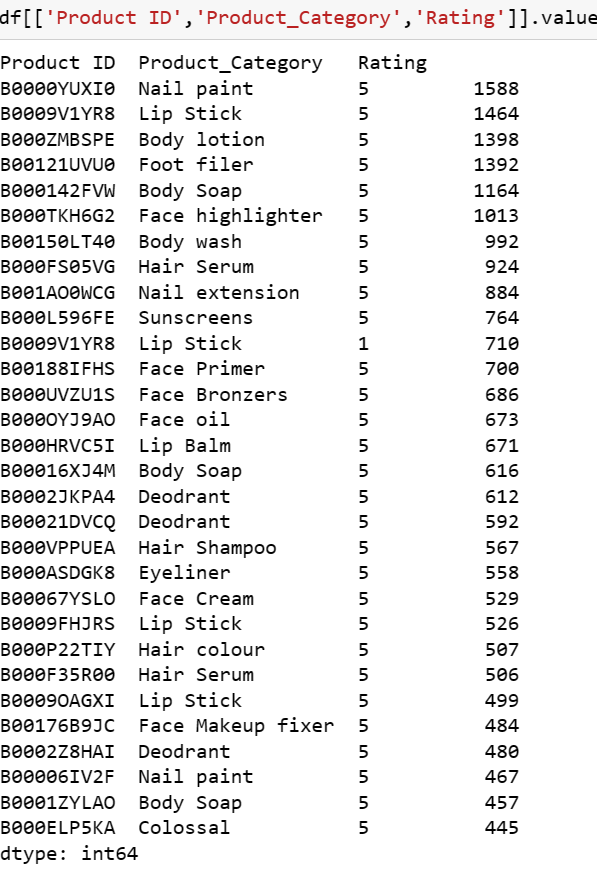 df[['Product ID','Product_Category','Rating']].value
Product ID  Product_Category   Rating
B0000YUXI0  Nail paint         5         1588
B0009V1YR8  Lip Stick          5         1464
B000ZMBSPE  Body lotion        5         1398
B00121UVU0  Foot filer         5         1392
B000142FVW  Body Soap          5         1164
B000TKH6G2  Face highlighter   5         1013
B00150LT40  Body wash          5          992
B000FS05VG  Hair Serum         5          924
B001AO0WCG  Nail extension     5          884
B000L596FE  Sunscreens         5          764
B0009V1YR8  Lip Stick          1          710
B00188IFHS  Face Primer        5          700
B000UVZU1S  Face Bronzers      5          686
B000OYJ9AO  Face oil           5          673
B000HRVC5I  Lip Balm           5          671
B00016XJ4M  Body Soap          5          616
B0002JKPA4  Deodrant           5          612
B00021DVCQ  Deodrant           5          592
B000VPPUEA  Hair Shampoo       5          567
B000ASDGK8  Eyeliner           5          558
B00067YSLO  Face Cream         5          529
B0009FHJRS  Lip Stick          5          526
B000P22TIY  Hair colour        5          507
B000F35R00  Hair Serum         5          506
B0009OAGXI  Lip Stick          5          499
B00176B9JC  Face Makeup fixer  5          484
B0002Z8HAI  Deodrant           5          480
B00006IV2F  Nail paint         5          467
B0001ZYLAO  Body Soap          5          457
B000ELP5KA  Colossal           5          445
dtype: int64